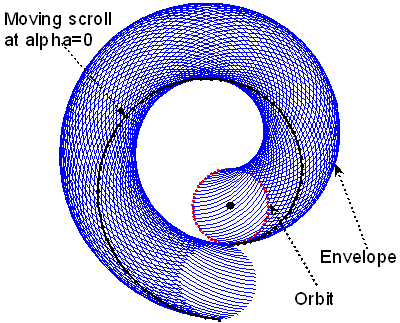 Moving scroll
at alpha=0
Envelope
Orbit